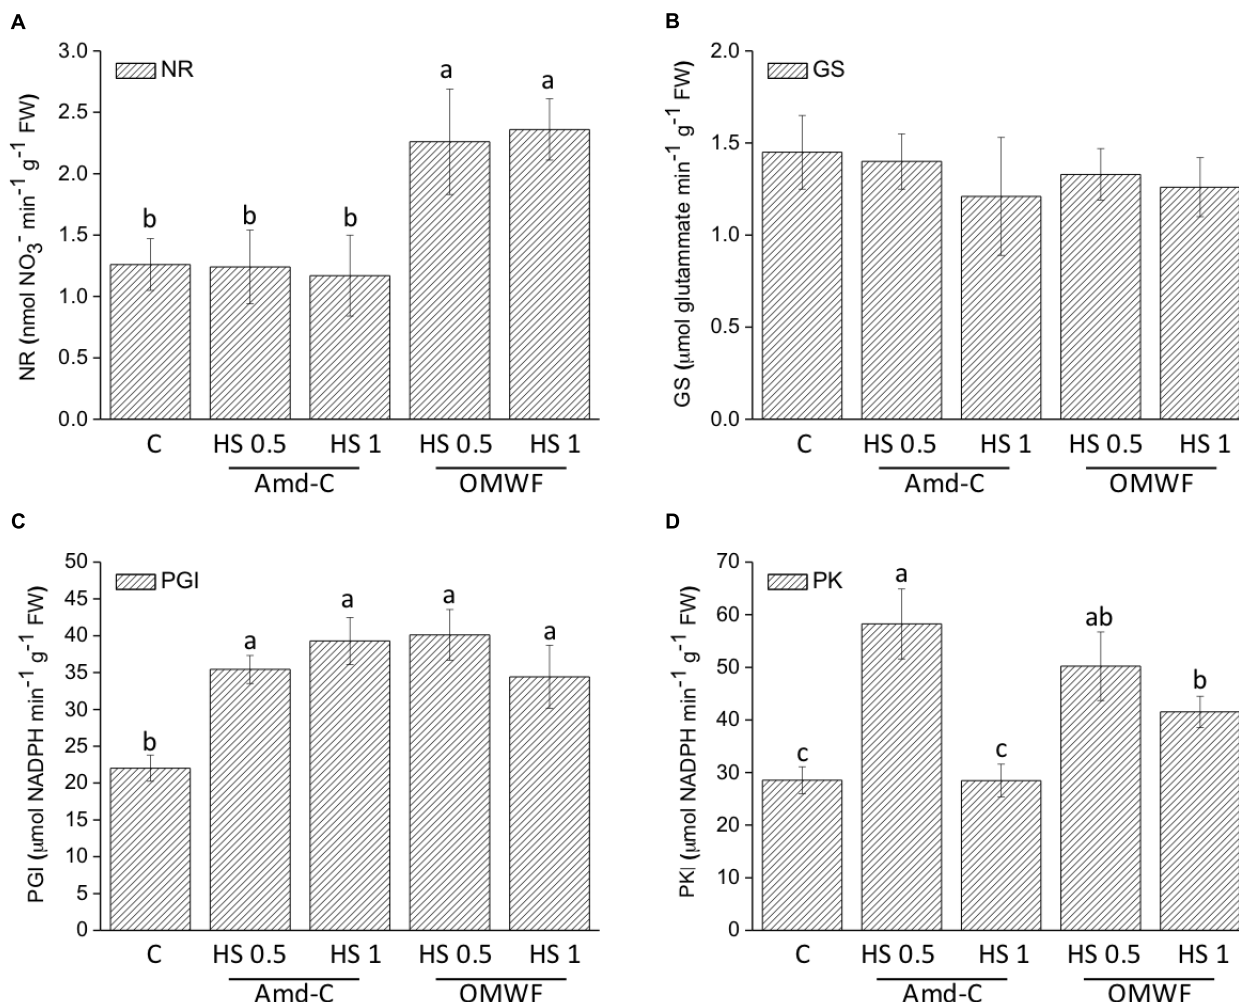 A
NR (nmol NO3⁻ min⁻¹ g⁻¹ FW)
3.0
2.5
2.0
1.5
1.0
0.5
0.0
NR
b
b
b
a
a
C HS 0.5 HS 1 HS 0.5 HS 1
Amd-C OMWF
B
GS (µmol glutammate min⁻¹ g⁻¹ FW)
2.0
1.5
1.0
0.5
0.0
GS
C HS 0.5 HS 1 HS 0.5 HS 1
Amd-C OMWF
C
PGI (µmol NADPH min⁻¹ g⁻¹ FW)
50
45
40
35
30
25
20
15
10
5
0
PGI
b
a
a
a
a
C HS 0.5 HS 1 HS 0.5 HS 1
Amd-C OMWF
D
PK| (µmol NADPH min⁻¹ g⁻¹ FW)
70
60
50
40
30
20
10
0
PK
c
a
c
ab
b
C HS 0.5 HS 1 HS 0.5 HS 1
Amd-C OMWF